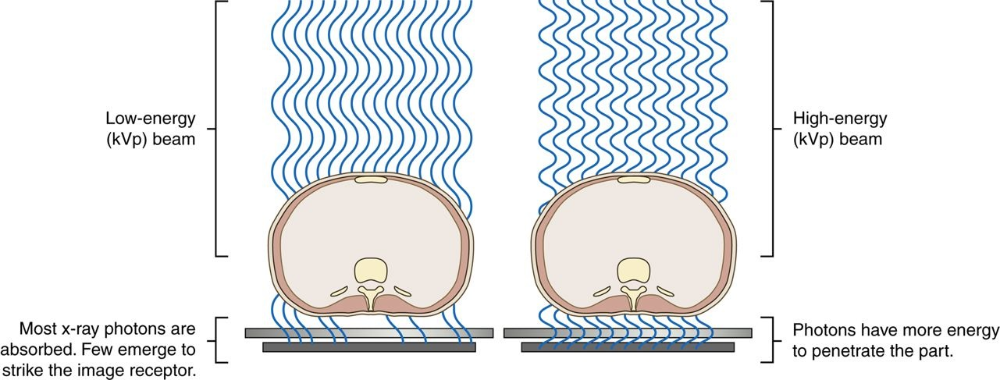 Low-energy
(kVp) beam
High-energy
(kVp) beam
Most x-ray photons are
absorbed. Few emerge to
strike the image receptor.
Photons have more energy
to penetrate the part.